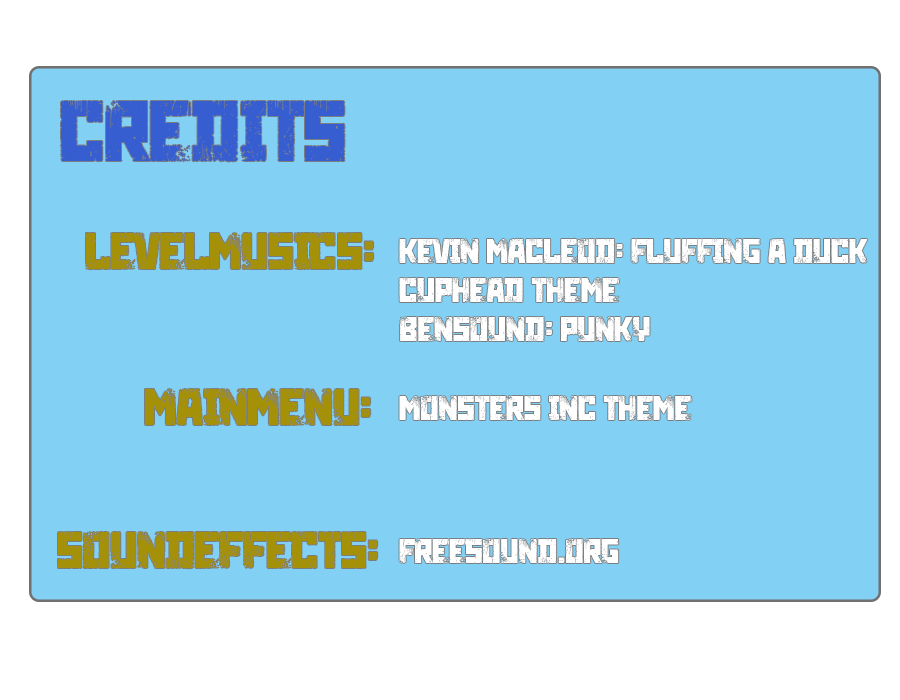 CREDITS
LEVELMUSICS: KEVIN MACLEOD: FLUFFING A DUCK
CUPHEAD THEME
BENSOUND: PUNKY
MAINMENU: MONSTERS INC THEME
SOUNDEFFECTS: FREESOUND.ORG